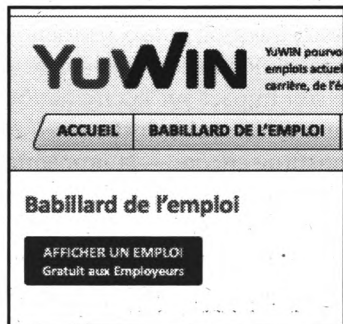 YuWIN
YuWIN pourvo
emplois actuel
carrière, de l'é
ACCUEIL
BABILLARD DE L'EMPLOI
Babillard de l'emploi
AFFICHER UN EMPLOI
Gratuit aux Employeurs